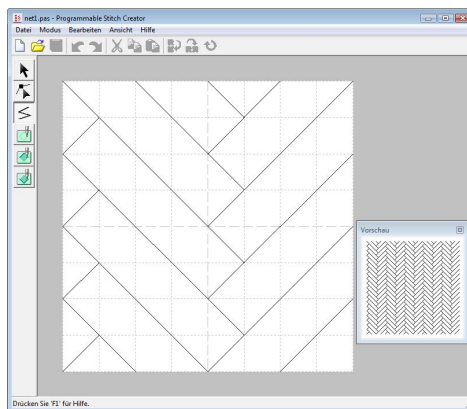 net1.pas - Programmable Stitch Creator
Datei Modus Bearbeiten Ansicht Hilfe
Vorschau
Drücken Sie 'F1' für Hilfe.